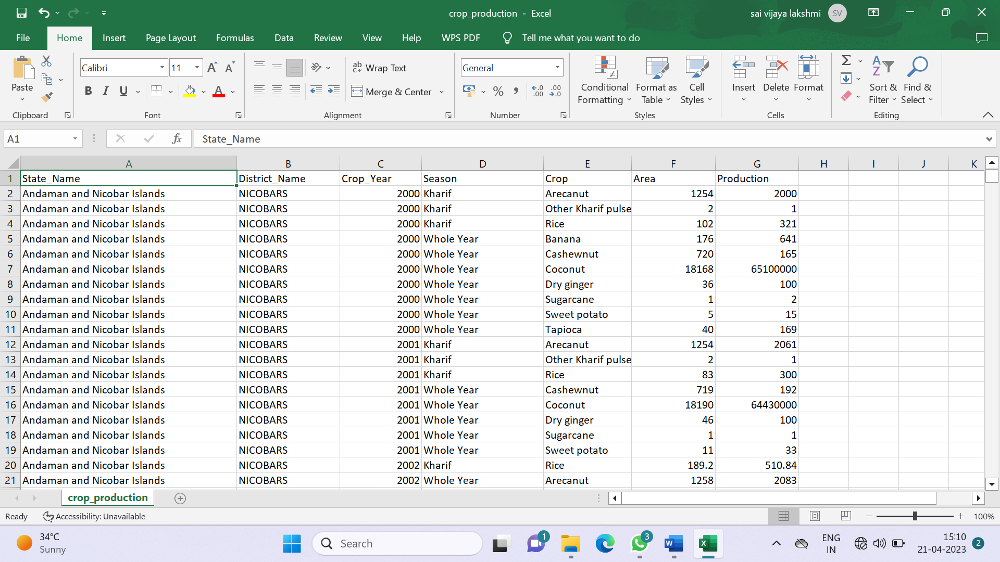 crop_production - Excel
sai vijaya lakshmi SV
File Home Insert Page Layout Formulas Data Review View Help WPS PDF Tell me what you want to do
Calibri 11 ab Wrap Text General
Paste B I U A Merge & Center % Conditional Formatting Format as Table Cell Styles Insert Delete Format Sort & Filter Find & Select
Clipboard Font Alignment Number Styles Cells Editing
A1 fx State_Name
A B C D E F G H I J K
1 State_Name District_Name Crop_Year Season Crop Area Production
2 Andaman and Nicobar Islands NICOBARS 2000 Kharif Arecanut 1254 2000
3 Andaman and Nicobar Islands NICOBARS 2000 Kharif Other Kharif pulse 2 1
4 Andaman and Nicobar Islands NICOBARS 2000 Kharif Rice 102 321
5 Andaman and Nicobar Islands NICOBARS 2000 Whole Year Banana 176 641
6 Andaman and Nicobar Islands NICOBARS 2000 Whole Year Cashewnut 720 165
7 Andaman and Nicobar Islands NICOBARS 2000 Whole Year Coconut 18168 65100000
8 Andaman and Nicobar Islands NICOBARS 2000 Whole Year Dry ginger 36 100
9 Andaman and Nicobar Islands NICOBARS 2000 Whole Year Sugarcane 1 2
10 Andaman and Nicobar Islands NICOBARS 2000 Whole Year Sweet potato 5 15
11 Andaman and Nicobar Islands NICOBARS 2000 Whole Year Tapioca 40 169
12 Andaman and Nicobar Islands NICOBARS 2001 Kharif Arecanut 1254 2061
13 Andaman and Nicobar Islands NICOBARS 2001 Kharif Other Kharif pulse 2 1
14 Andaman and Nicobar Islands NICOBARS 2001 Kharif Rice 83 300
15 Andaman and Nicobar Islands NICOBARS 2001 Whole Year Cashewnut 719 192
16 Andaman and Nicobar Islands NICOBARS 2001 Whole Year Coconut 18190 64430000
17 Andaman and Nicobar Islands NICOBARS 2001 Whole Year Dry ginger 46 100
18 Andaman and Nicobar Islands NICOBARS 2001 Whole Year Sugarcane 1 1
19 Andaman and Nicobar Islands NICOBARS 2001 Whole Year Sweet potato 11 33
20 Andaman and Nicobar Islands NICOBARS 2002 Kharif Rice 189.2 510.84
21 Andaman and Nicobar Islands NICOBARS 2002 Whole Year Arecanut 1258 2083
crop_production
Ready Accessibility: Unavailable 100%
34°C
Sunny
Search
1 3
ENG
IN
15:10
21-04-2023
2